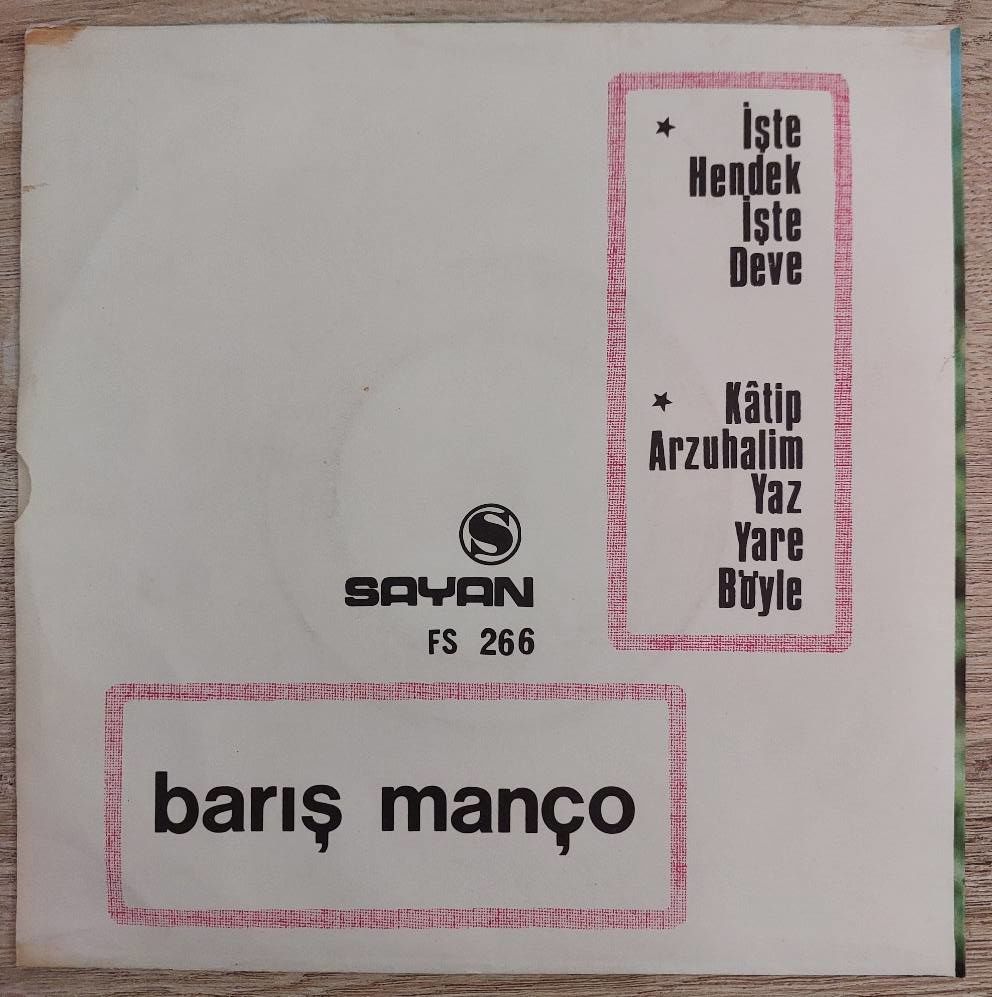 ★ İşte
Hendek
İşte
Deve
★ Kâtip
Arzuhalim
Yaz
Yare
Böyle
S
SAYAN
FS 266
barış manço